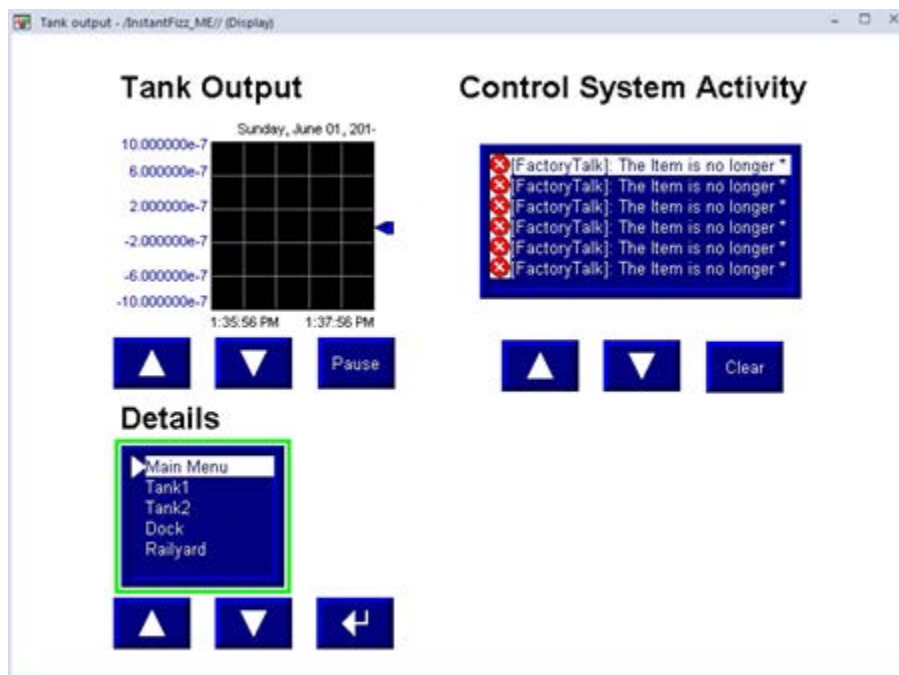 Tank output - /InstantFizz_ME// (Display)
Tank Output
Sunday, June 01, 201-
10.000000e-7
6.000000e-7
2.000000e-7
-2.000000e-7
-6.000000e-7
-10.000000e-7
1:35:56 PM 1:37:56 PM
Pause
Control System Activity
[FactoryTalk]: The Item is no longer *
[FactoryTalk]: The Item is no longer *
[FactoryTalk]: The Item is no longer *
[FactoryTalk]: The Item is no longer *
[FactoryTalk]: The Item is no longer *
[FactoryTalk]: The Item is no longer *
Clear
Details
Main Menu
Tank1
Tank2
Dock
Railyard